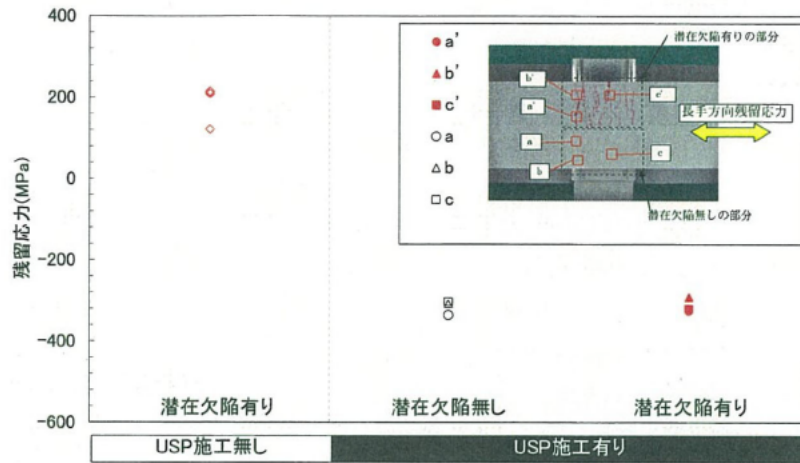 400
200
0
-200
-400
-600
残留応力(MPa)
a'
b'
c'
a
b
c
潜在欠陥有りの部分
b'
c'
a'
a
b
c
長手方向残留応力
潜在欠陥無しの部分
潜在欠陥有り
潜在欠陥無し
潜在欠陥有り
USP施工無し
USP施工有り